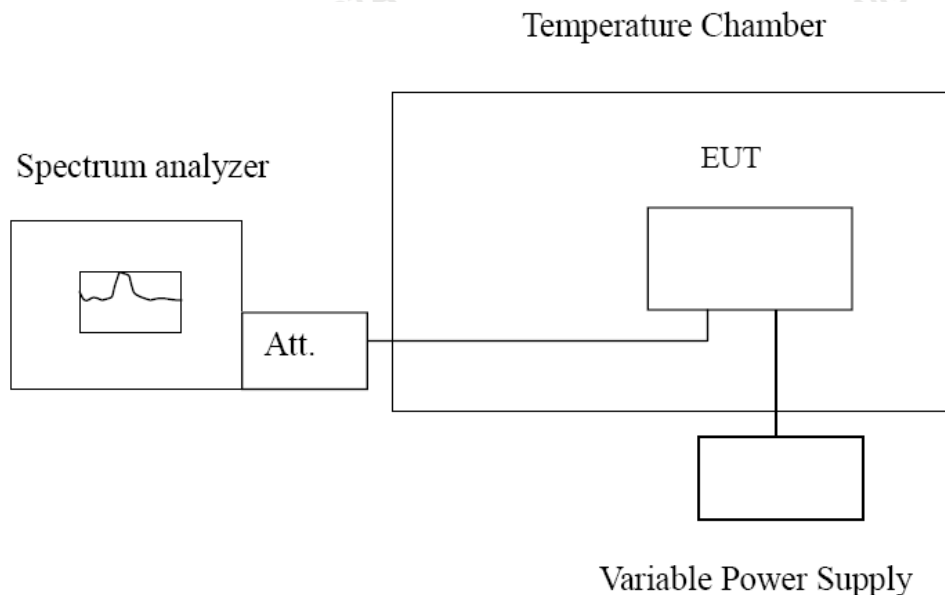 Temperature Chamber
EUT
Spectrum analyzer
Att.
Variable Power Supply